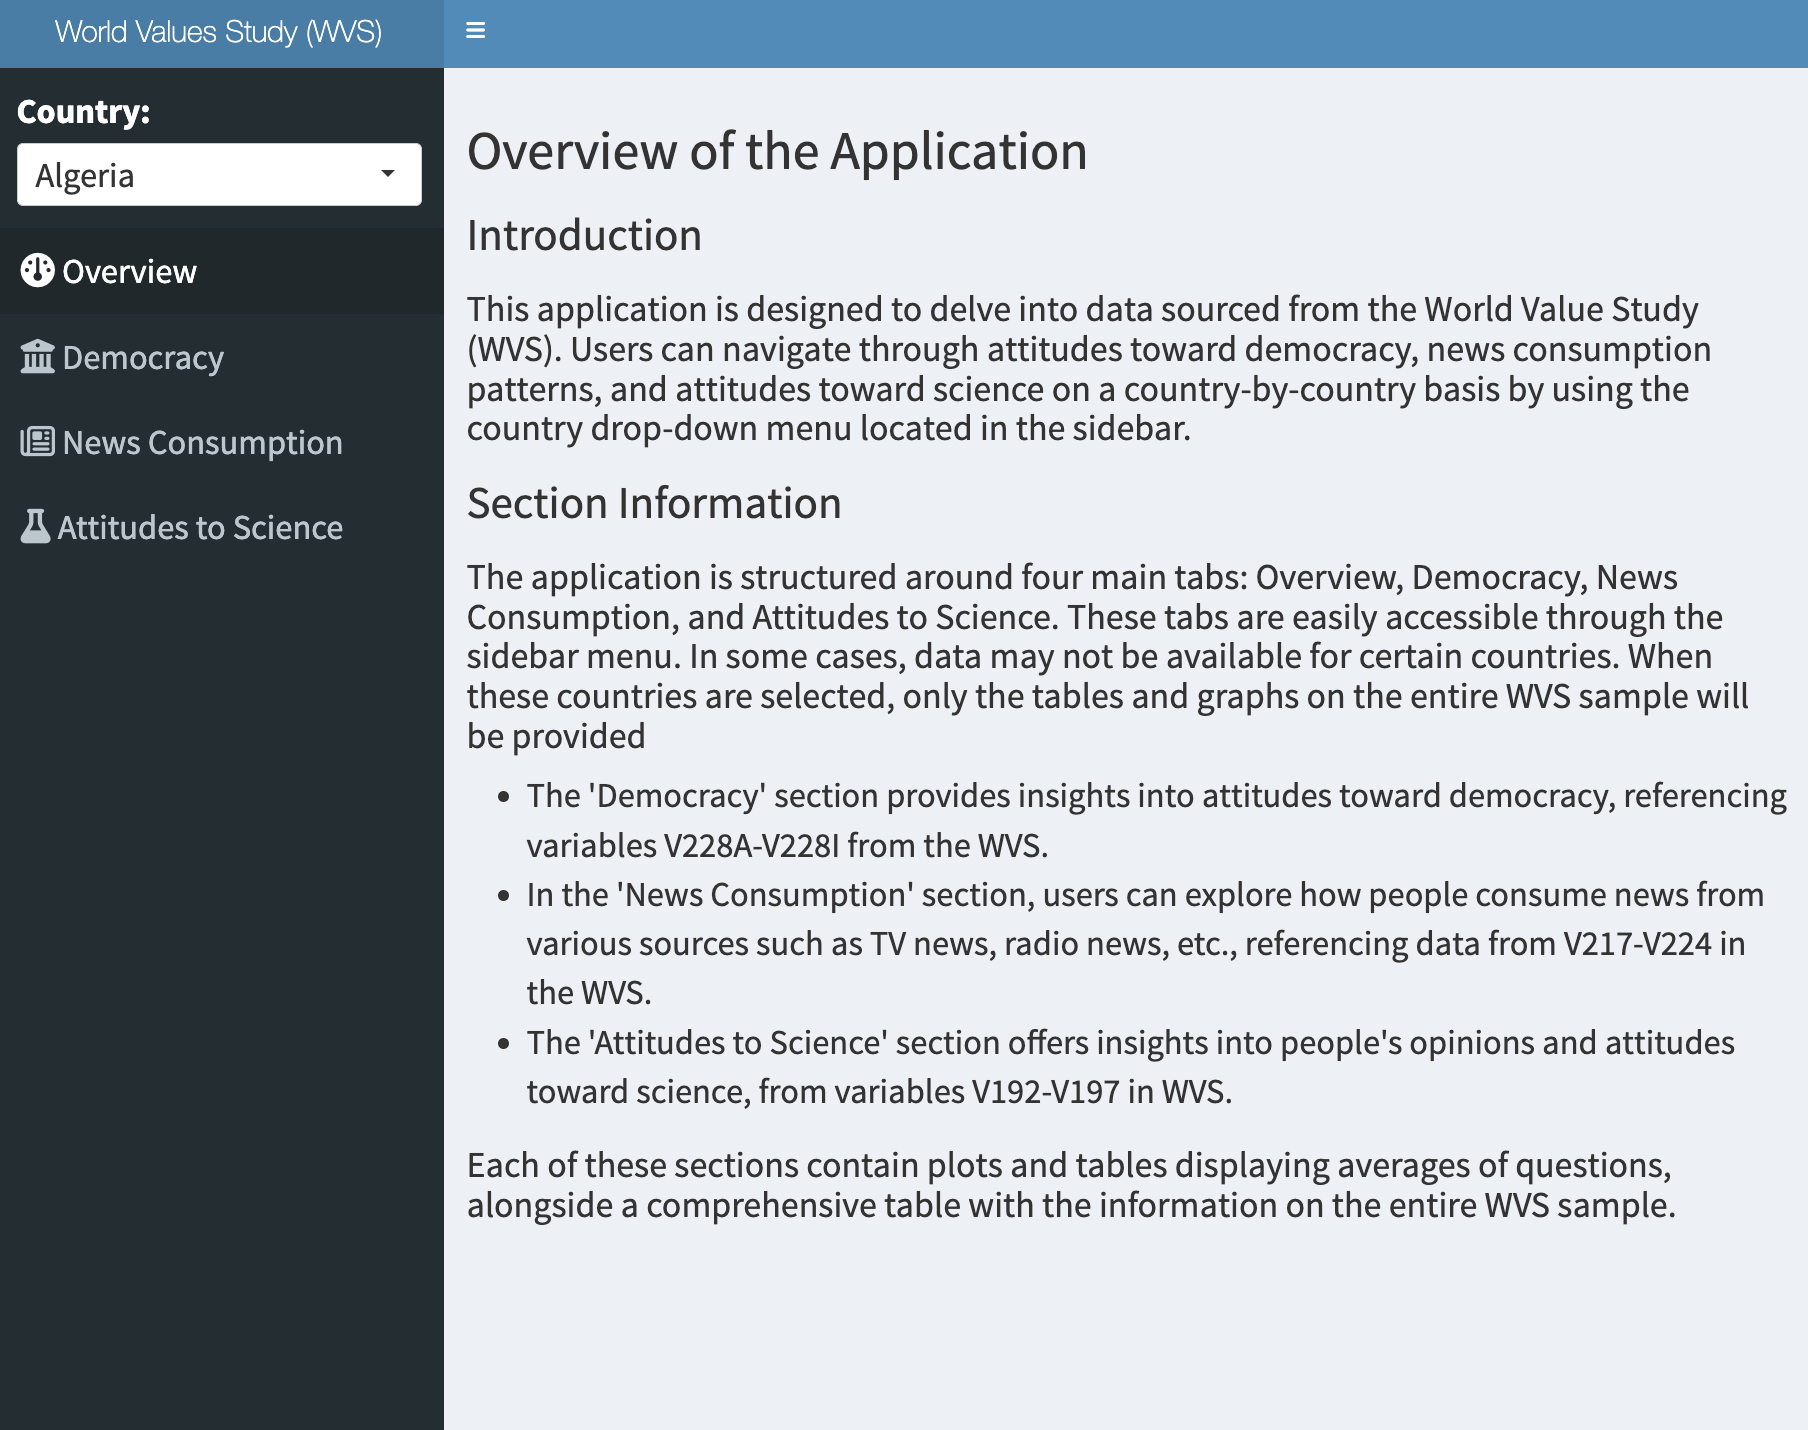 World Values Study (WVS)
Country:
Algeria
Overview
Democracy
News Consumption
Attitudes to Science
Overview of the Application
Introduction
This application is designed to delve into data sourced from the World Value Study
(WVS). Users can navigate through attitudes toward democracy, news consumption
patterns, and attitudes toward science on a country-by-country basis by using the
country drop-down menu located in the sidebar.
Section Information
The application is structured around four main tabs: Overview, Democracy, News
Consumption, and Attitudes to Science. These tabs are easily accessible through the
sidebar menu. In some cases, data may not be available for certain countries. When
these countries are selected, only the tables and graphs on the entire WVS sample will
be provided
• The 'Democracy' section provides insights into attitudes toward democracy, referencing
variables V228A-V228I from the WVS.
• In the 'News Consumption' section, users can explore how people consume news from
various sources such as TV news, radio news, etc., referencing data from V217-V224 in
the WVS.
• The 'Attitudes to Science' section offers insights into people's opinions and attitudes
toward science, from variables V192-V197 in WVS.
Each of these sections contain plots and tables displaying averages of questions,
alongside a comprehensive table with the information on the entire WVS sample.